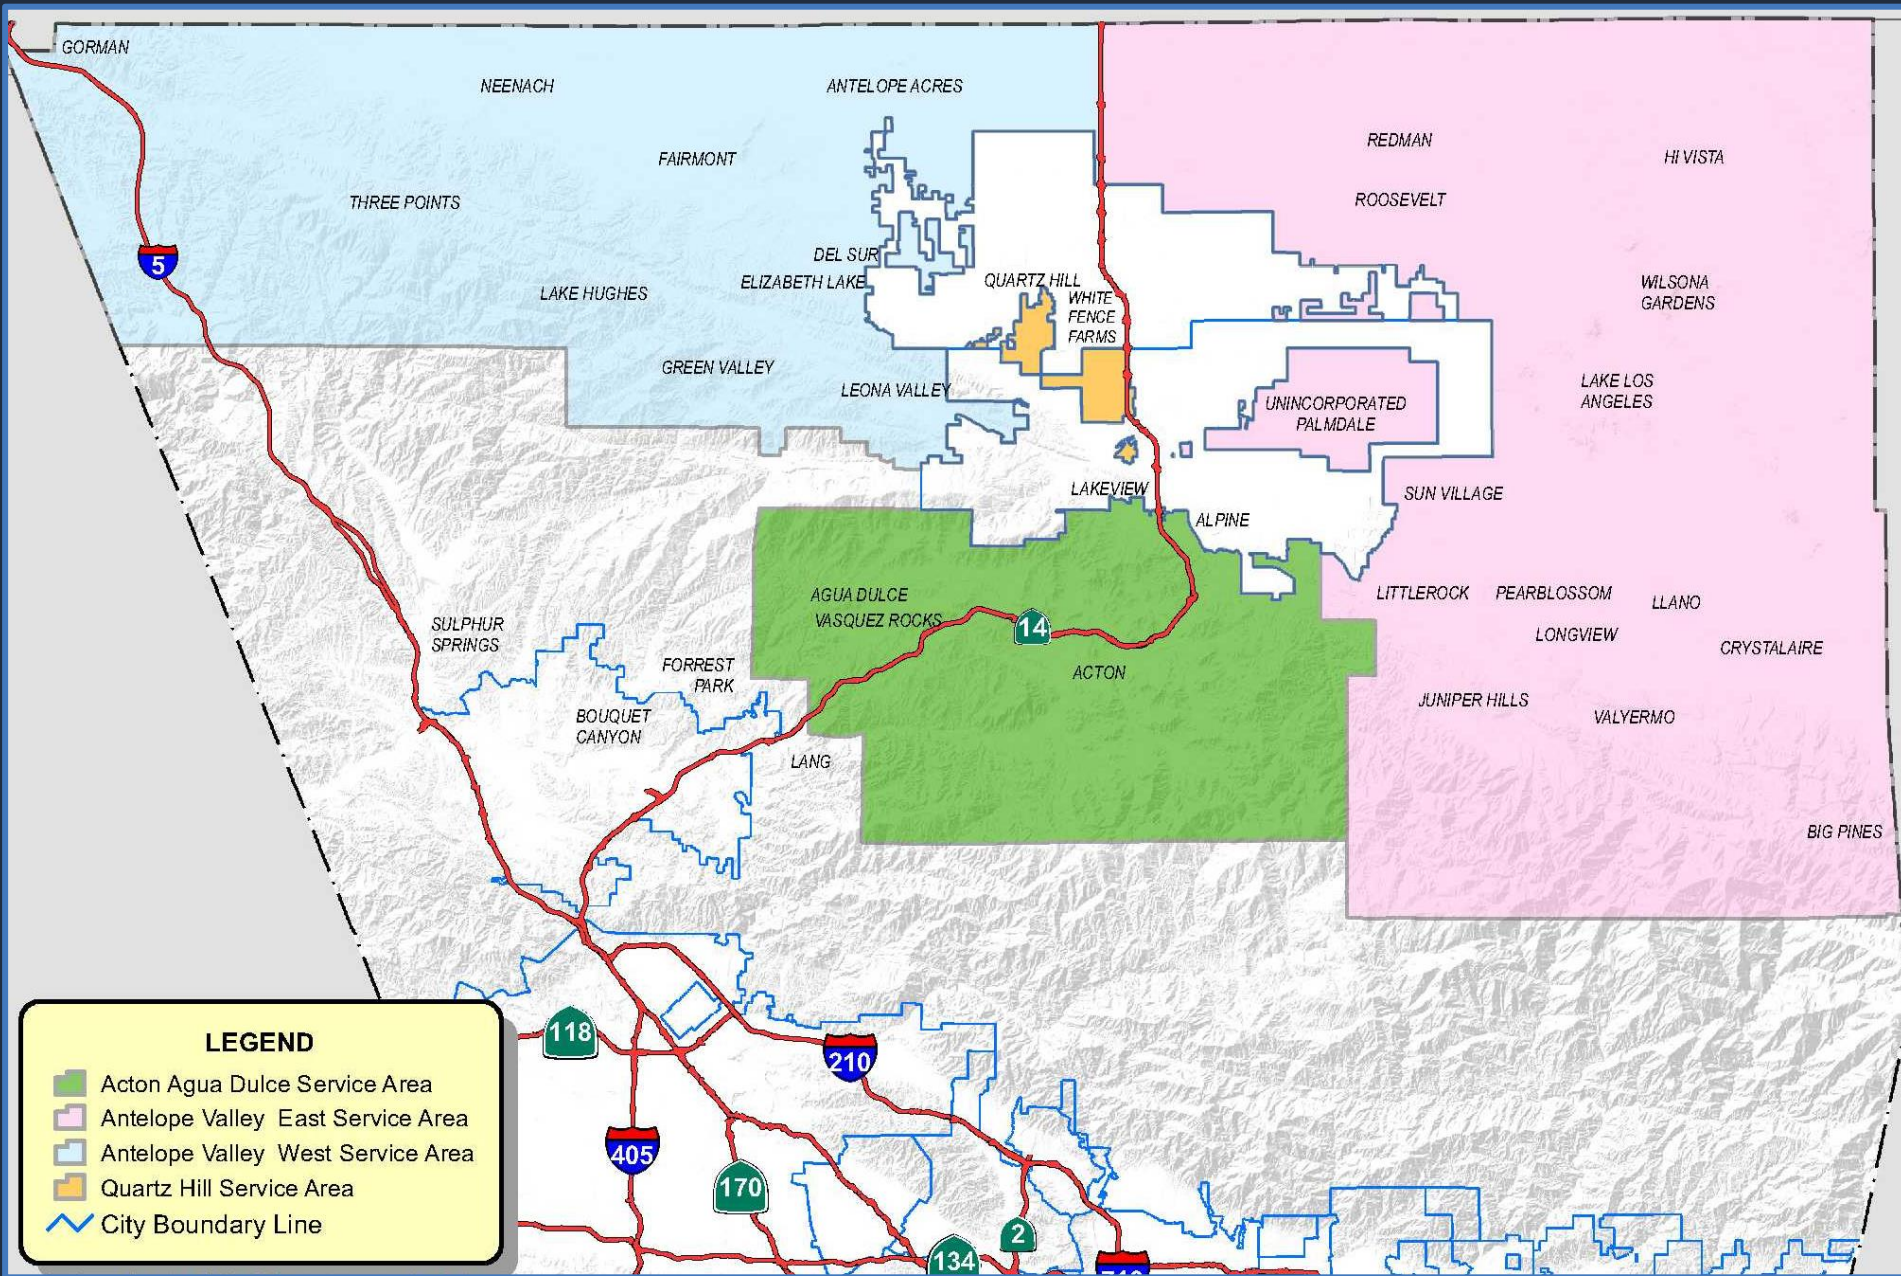 GORMAN
NEENACH
ANTELOPE ACRES
REDMAN
HI VISTA
FAIRMONT
THREE POINTS
ROOSEVELT
DEL SUR
5
ELIZABETH LAKE
QUARTZ HILL
LAKE HUGHES
WHITE
FENCE
FARMS
WILSONA
GARDENS
GREEN VALLEY
LEONA VALLEY
LAKE LOS
ANGELES
UNINCORPORATED
PALMDALE
LAKEVIEW
SUN VILLAGE
ALPINE
AGUA DULCE
VASQUEZ ROCKS
14
LITTLEROCK
PEARBLOSSOM
LLANO
SULPHUR
SPRINGS
LONGVIEW
CRYSTALAIRE
FORREST
PARK
ACTON
JUNIPER HILLS
VALYERMO
BOUQUET
CANYON
LANG
BIG PINES
118
210
405
170
2
134
LEGEND
Acton Agua Dulce Service Area
Antelope Valley East Service Area
Antelope Valley West Service Area
Quartz Hill Service Area
City Boundary Line